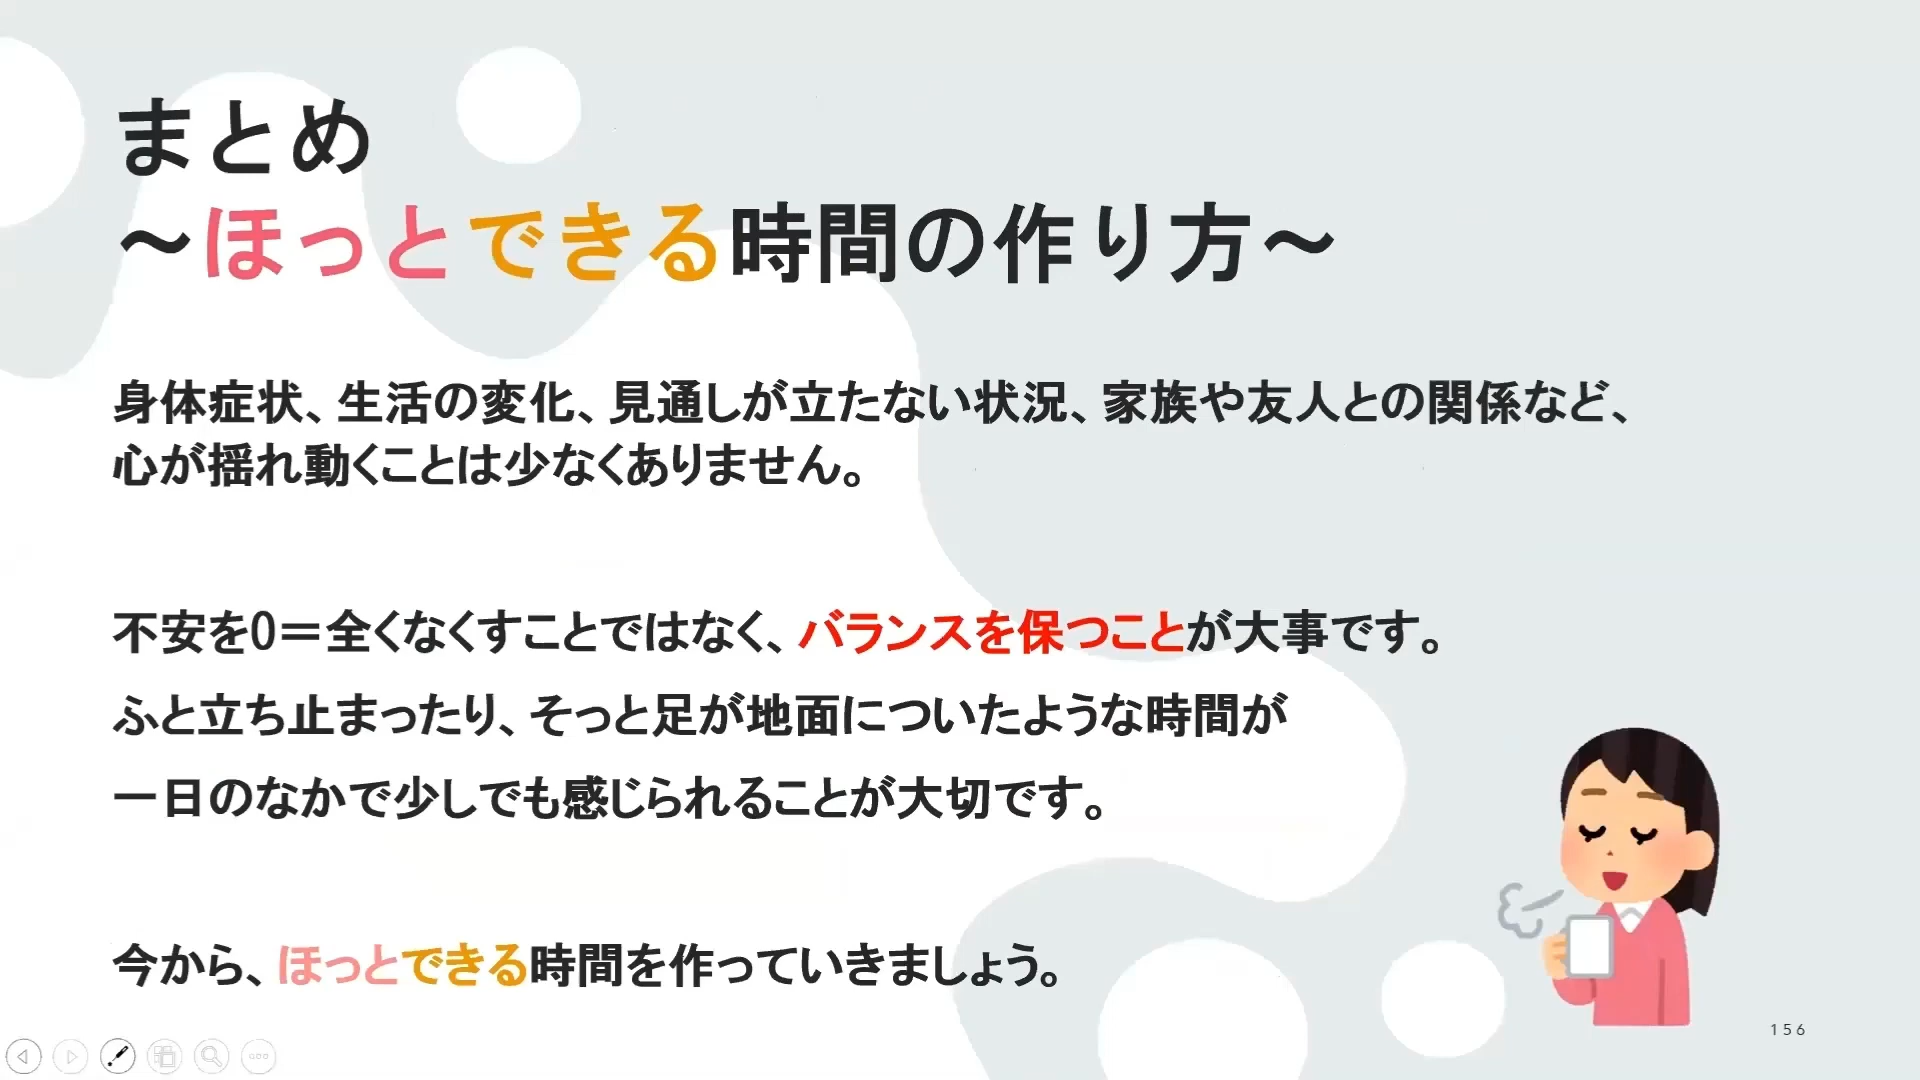 まとめ
～ほっとできる時間の作り方～
身体症状、生活の変化、見通しが立たない状況、家族や友人との関係など、
心が揺れ動くことは少なくありません。
不安を0＝全くなくすことではなく、バランスを保つことが大事です。
ふと立ち止まったり、そっと足が地面についたような時間が
一日のなかで少しでも感じられることが大切です。
今から、ほっとできる時間を作っていきましょう。
156